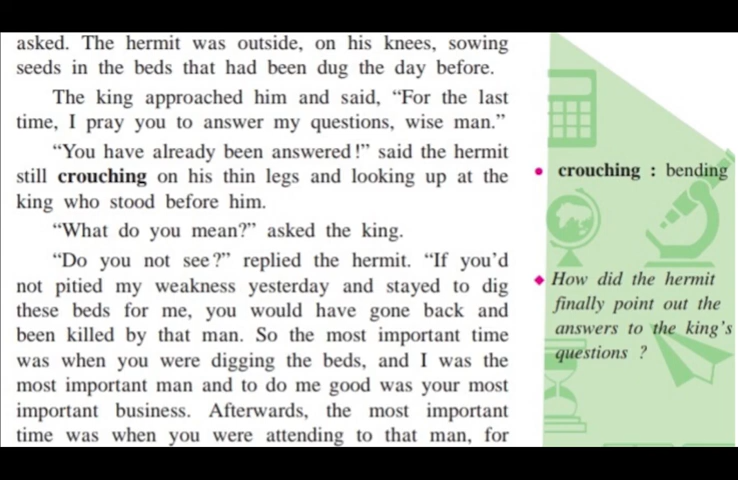 asked. The hermit was outside, on his knees, sowing
seeds in the beds that had been dug the day before.
The king approached him and said, “For the last
time, I pray you to answer my questions, wise man.”
“You have already been answered!” said the hermit
still crouching on his thin legs and looking up at the
king who stood before him.
“What do you mean?” asked the king.
“Do you not see?” replied the hermit. “If you’d
not pitied my weakness yesterday and stayed to dig
these beds for me, you would have gone back and
been killed by that man. So the most important time
was when you were digging the beds, and I was the
most important man and to do me good was your most
important business. Afterwards, the most important
time was when you were attending to that man, for
• crouching : bending
◆ How did the hermit
finally point out the
answers to the king’s
questions ?